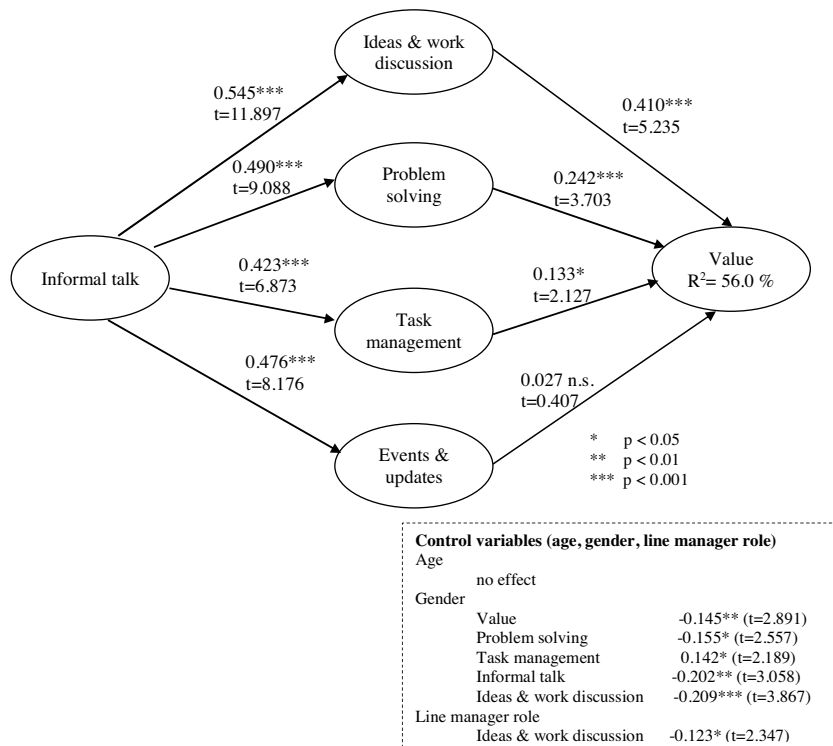 Ideas & work
discussion
0.545***
t=11.897
0.410***
t=5.235
0.490***
t=9.088
Problem
solving
0.242***
t=3.703
Informal talk
Value
R²= 56.0 %
0.423***
t=6.873
0.133*
t=2.127
Task
management
0.476***
t=8.176
0.027 n.s.
t=0.407
Events &
updates
* p < 0.05
** p < 0.01
*** p < 0.001
Control variables (age, gender, line manager role)
Age
no effect
Gender
Value -0.145** (t=2.891)
Problem solving -0.155* (t=2.557)
Task management 0.142* (t=2.189)
Informal talk -0.202** (t=3.058)
Ideas & work discussion -0.209*** (t=3.867)
Line manager role
Ideas & work discussion -0.123* (t=2.347)